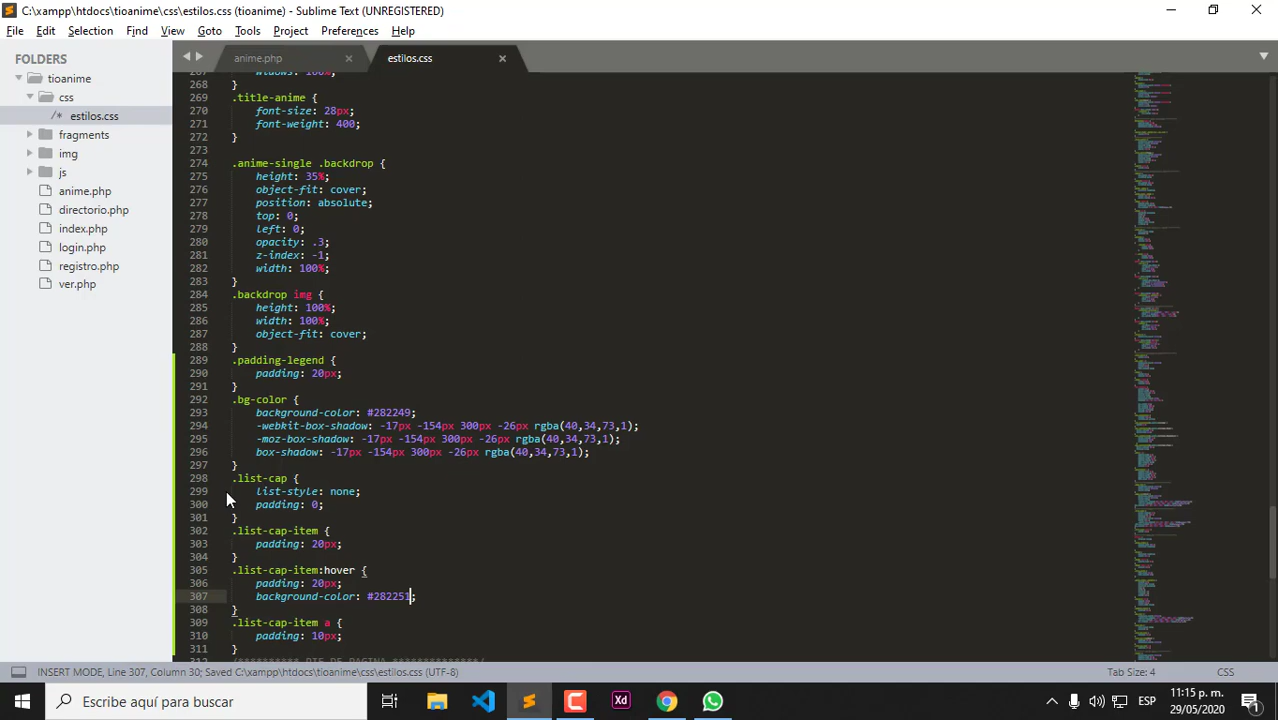 C:\xampp\htdocs\tioanime\css\estilos.css (tioanime) - Sublime Text (UNREGISTERED)
File Edit Selection Find View Goto Tools Project Preferences Help
FOLDERS
tioanime
css
/* estilos.css
fragments
img
js
anime.php
directorio.php
index.php
login.php
registro.php
ver.php
anime.php
estilos.css
267 widows: 100%;
268 }
269 .title-anime {
270 font-size: 28px;
271 font-weight: 400;
272 }
273
274 .anime-single .backdrop {
275 height: 35%;
276 object-fit: cover;
277 position: absolute;
278 top: 0;
279 left: 0;
280 opacity: .3;
281 z-index: -1;
282 width: 100%;
283 }
284 .backdrop img {
285 height: 100%;
286 width: 100%;
287 object-fit: cover;
288 }
289 .padding-legend {
290 padding: 20px;
291 }
292 .bg-color {
293 background-color: #282249;
294 -webkit-box-shadow: -17px -154px 300px -26px rgba(40,34,73,1);
295 -moz-box-shadow: -17px -154px 300px -26px rgba(40,34,73,1);
296 box-shadow: -17px -154px 300px -26px rgba(40,34,73,1);
297 }
298 .list-cap {
299 list-style: none;
300 padding: 0;
301 }
302 .list-cap-item {
303 padding: 20px;
304 }
305 .list-cap-item:hover {
306 padding: 20px;
307 background-color: #282251;
308 }
309 .list-cap-item a {
310 padding: 10px;
311 }
312 /********** PIE DE PAGINA **************/
INSERT MODE, Line 307, Column 30; Saved C:\xampp\htdocs\tioanime\css\estilos.css (UTF-8)
Tab Size: 4
CSS
Escribe aquí para buscar
Xd
ESP
11:15 p. m.
29/05/2020
1